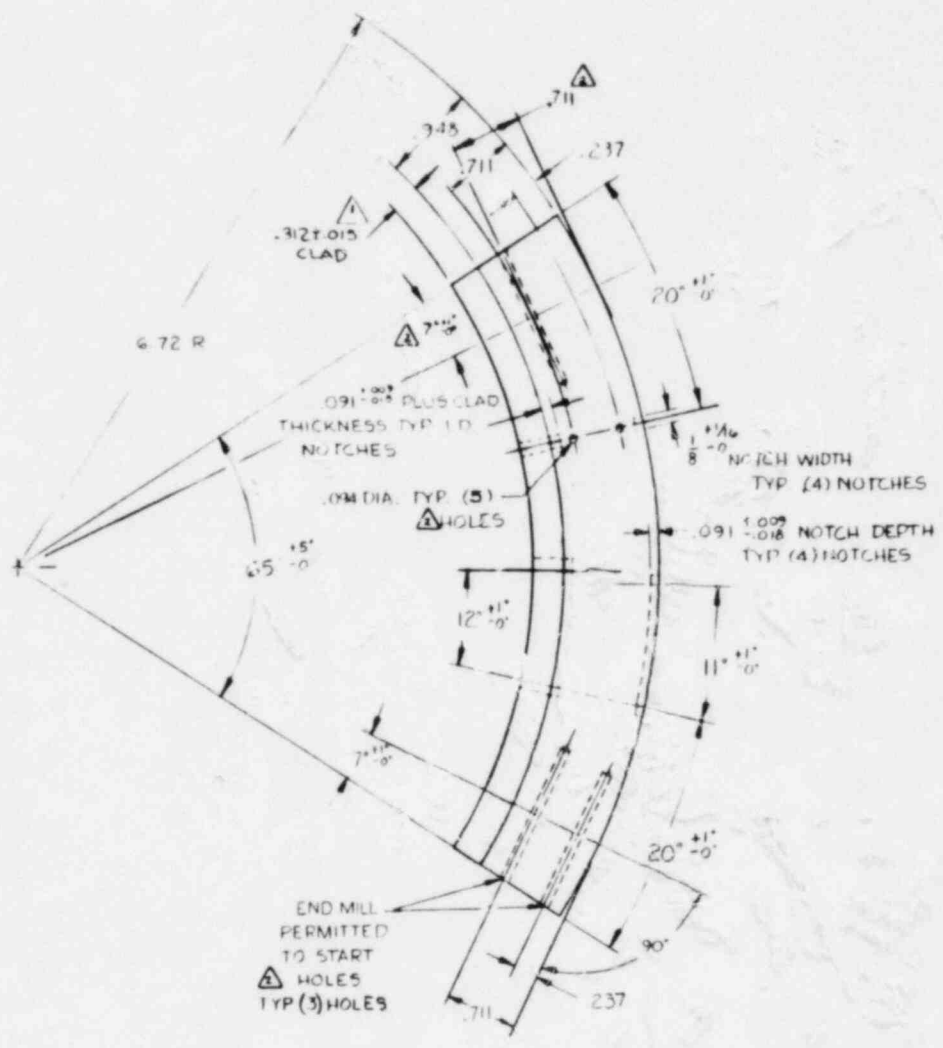 2
.711
.948
.711
.237
1
.312±.015
CLAD
20° +1° -0°
6.72 R
2 7°
.091 +.009 -.018 PLUS CLAD
THICKNESS TYP I.D.
NOTCHES
1/8 +1/16 -0 NOTCH WIDTH
TYP. (4) NOTCHES
.094 DIA. TYP. (5)
HOLES
.091 +.009 -.018 NOTCH DEPTH
TYP (4) NOTCHES
65 +5° -0
12° +1° -0°
11° +1° -0°
7° +1° -0°
20° +1° -0°
END MILL
PERMITTED
TO START
2 HOLES
TYP (3) HOLES
90°
.237
.711